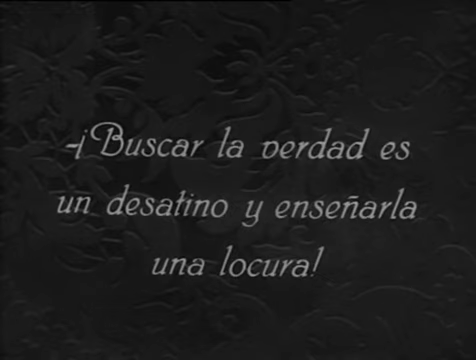 -¡Buscar la verdad es
un desatino y enseñarla
una locura!